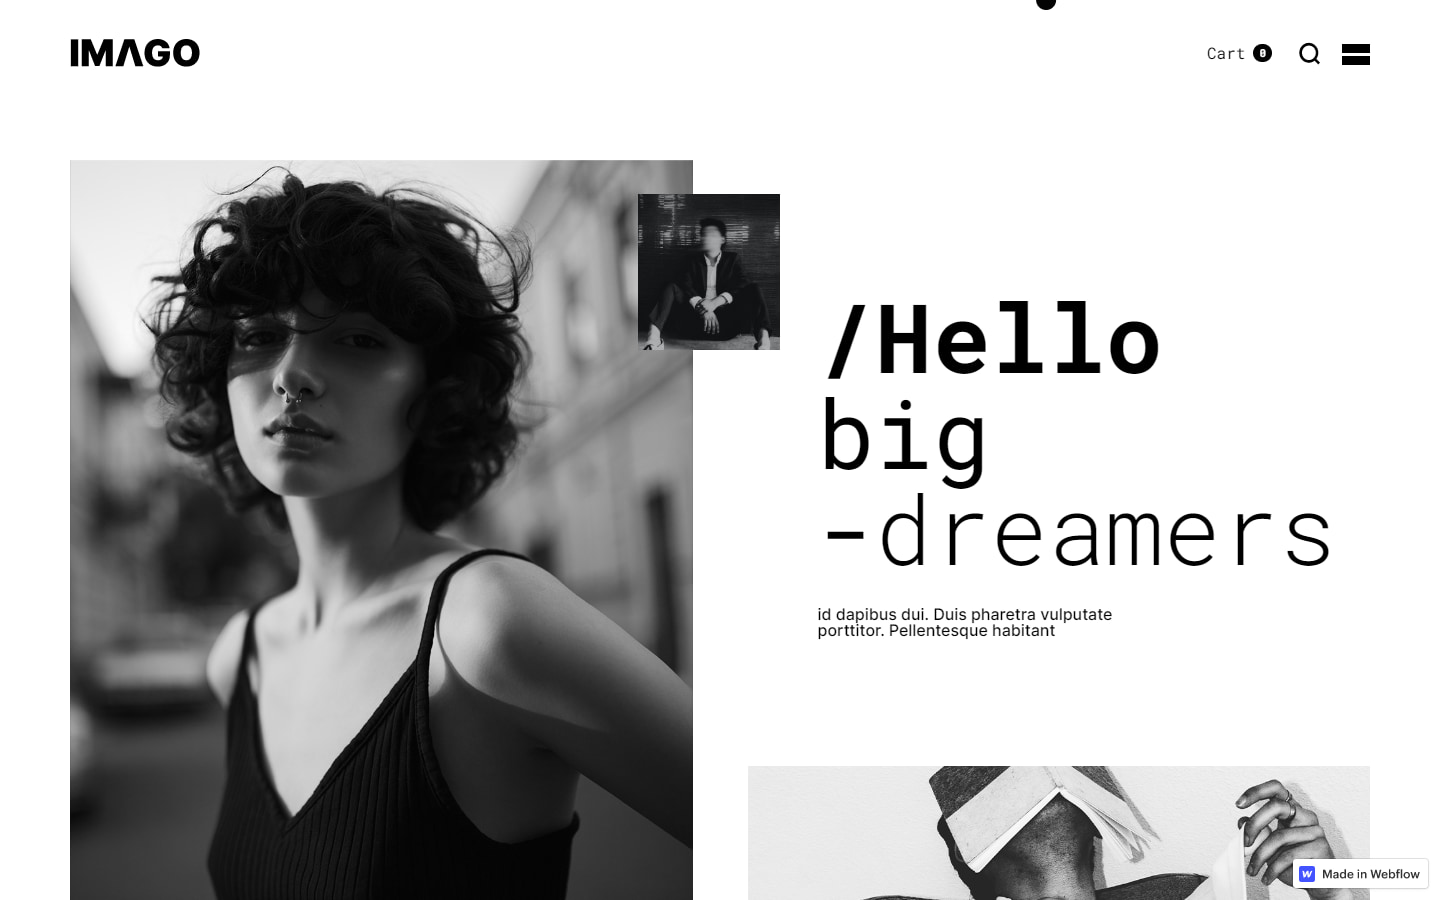 IMAGO
Cart 0
/Hello
big
-dreamers
id dapibus dui. Duis pharetra vulputate
porttitor. Pellentesque habitant
Made in Webflow